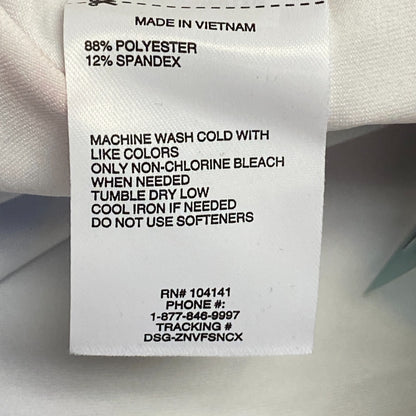 MADE IN VIETNAM
88% POLYESTER
12% SPANDEX
MACHINE WASH COLD WITH
LIKE COLORS
ONLY NON-CHLORINE BLEACH
WHEN NEEDED
TUMBLE DRY LOW
COOL IRON IF NEEDED
DO NOT USE SOFTENERS
RN# 104141
PHONE #:
1-877-846-9997
TRACKING #
DSG-ZNVFSNCX